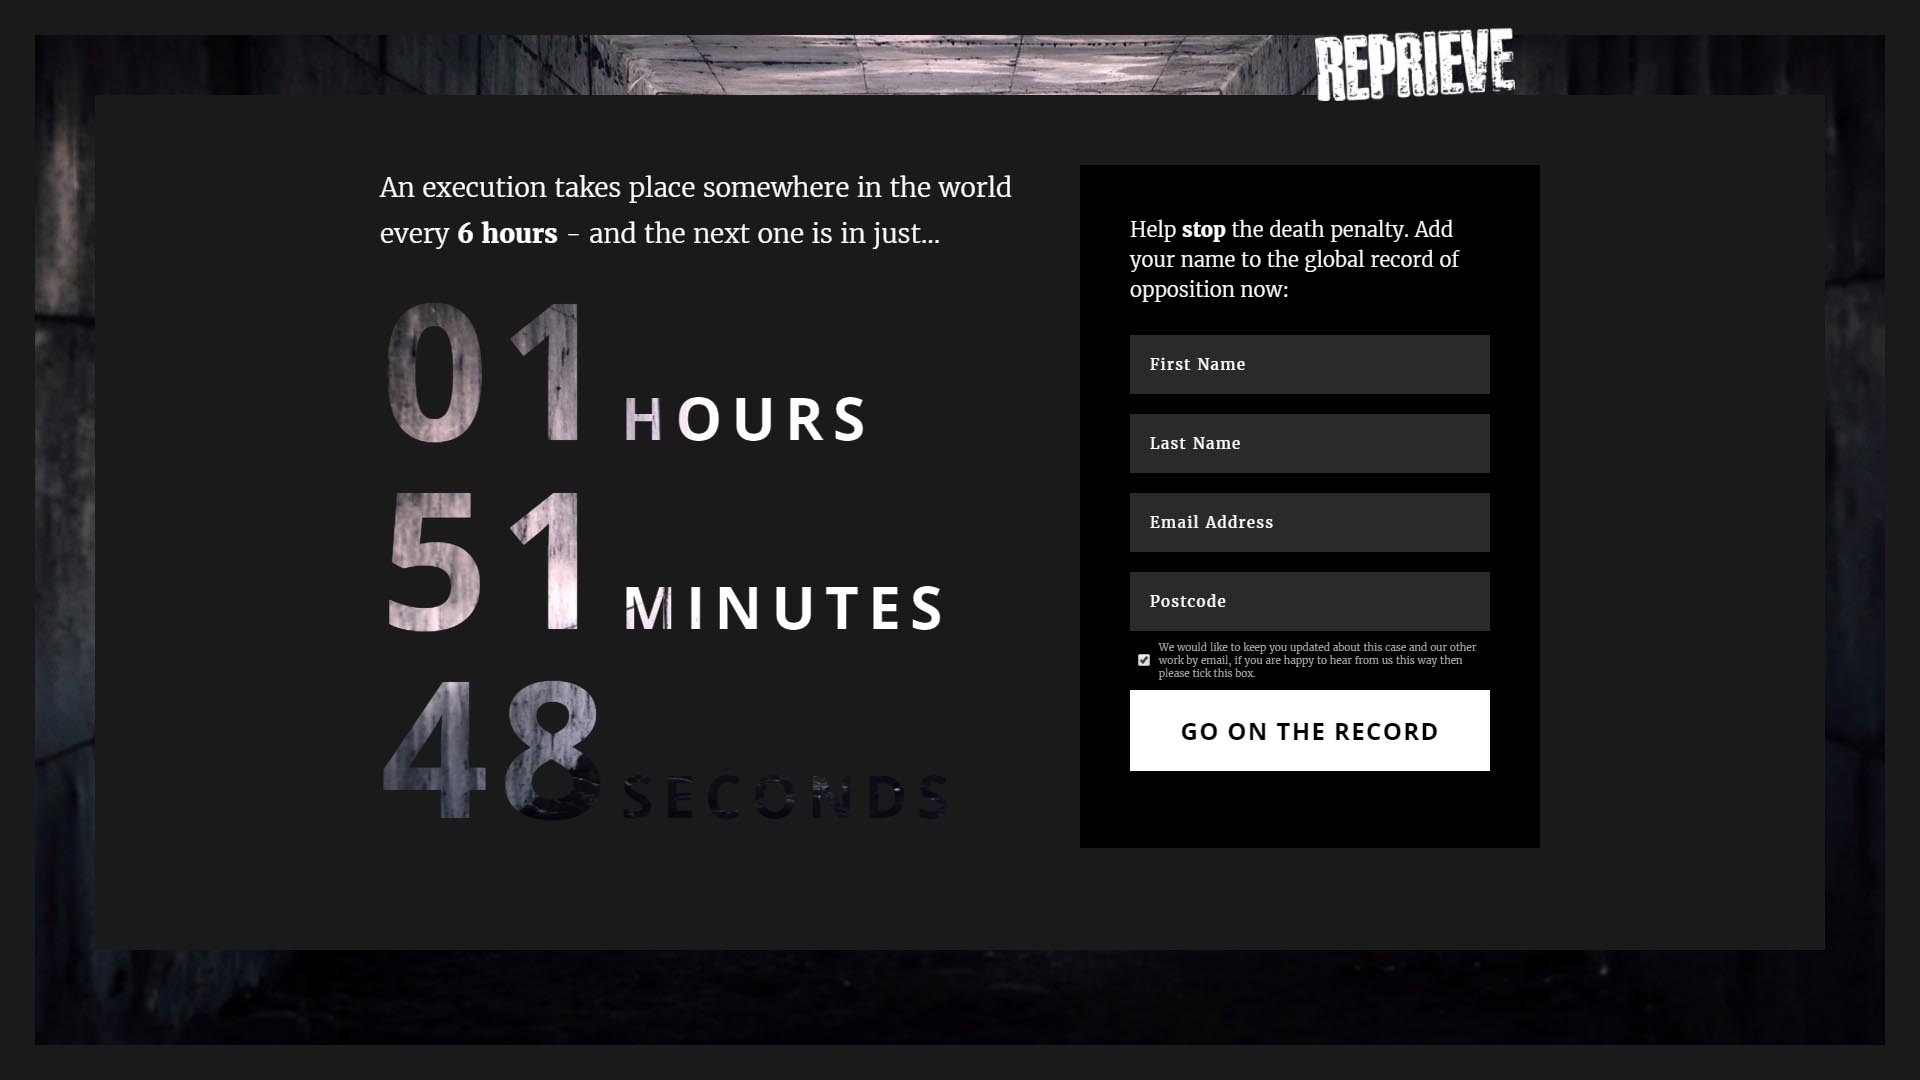 REPRIEVE
An execution takes place somewhere in the world
every 6 hours - and the next one is in just...
01 HOURS
51 MINUTES
48 SECONDS
Help stop the death penalty. Add
your name to the global record of
opposition now:
First Name
Last Name
Email Address
Postcode
We would like to keep you updated about this case and our other
work by email, if you are happy to hear from us this way then
please tick this box.
GO ON THE RECORD